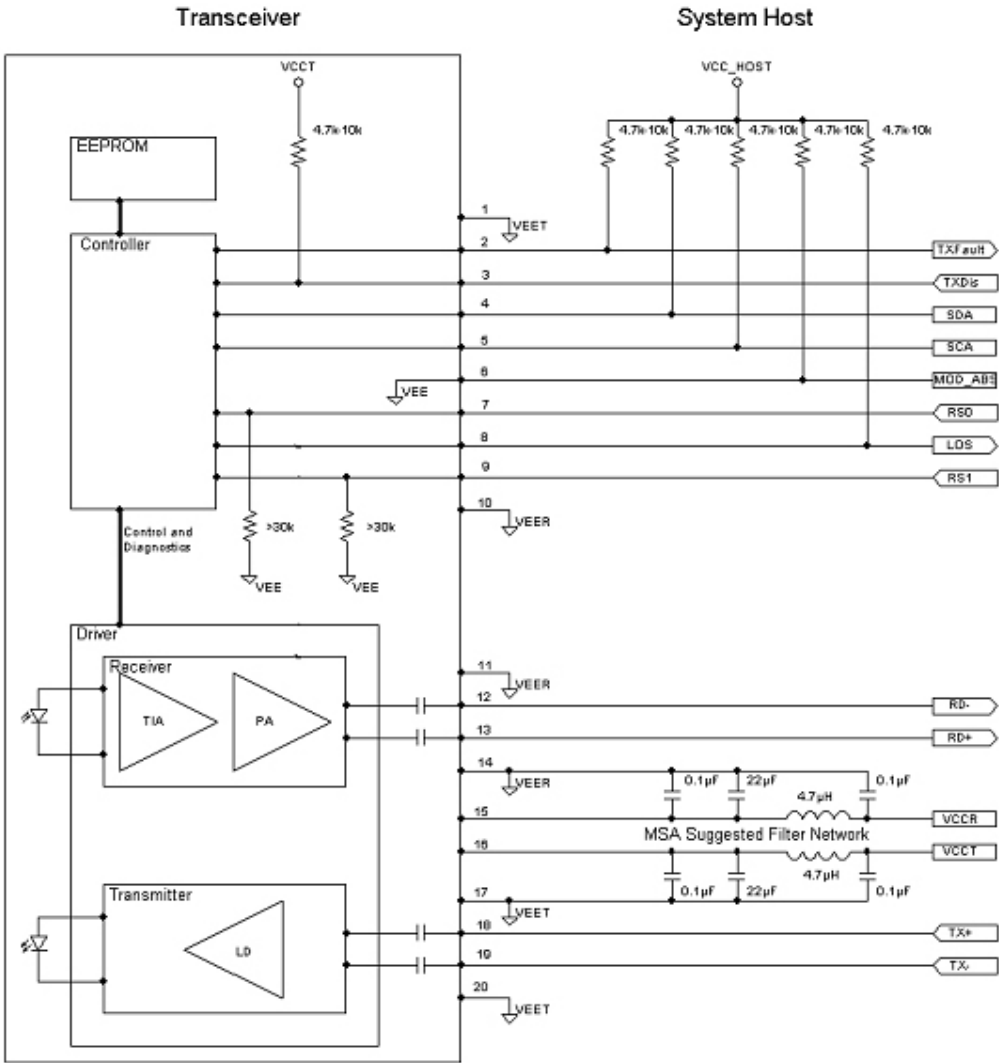 Transceiver
System Host
VCCT
VCC_HOST
4.7k-10k
4.7k-10k 4.7k-10k 4.7k-10k 4.7k-10k 4.7k-10k
EEPROM
1
VEET
Controller
2
TXFault
3
TXDis
4
SDA
5
SCA
6
VEE
MOD_ABS
7
RS0
8
LOS
9
RS1
10
VEER
>30k
>30k
Control and
Diagnostics
VEE
VEE
Driver
Receiver
TIA
PA
11
VEER
12
RD-
13
RD+
14
VEER
0.1µF
22µF
0.1µF
4.7µH
15
VCCR
MSA Suggested Filter Network
16
VCCT
4.7µH
0.1µF
22µF
0.1µF
17
VEET
Transmitter
LD
18
TX+
19
TX-
20
VEET